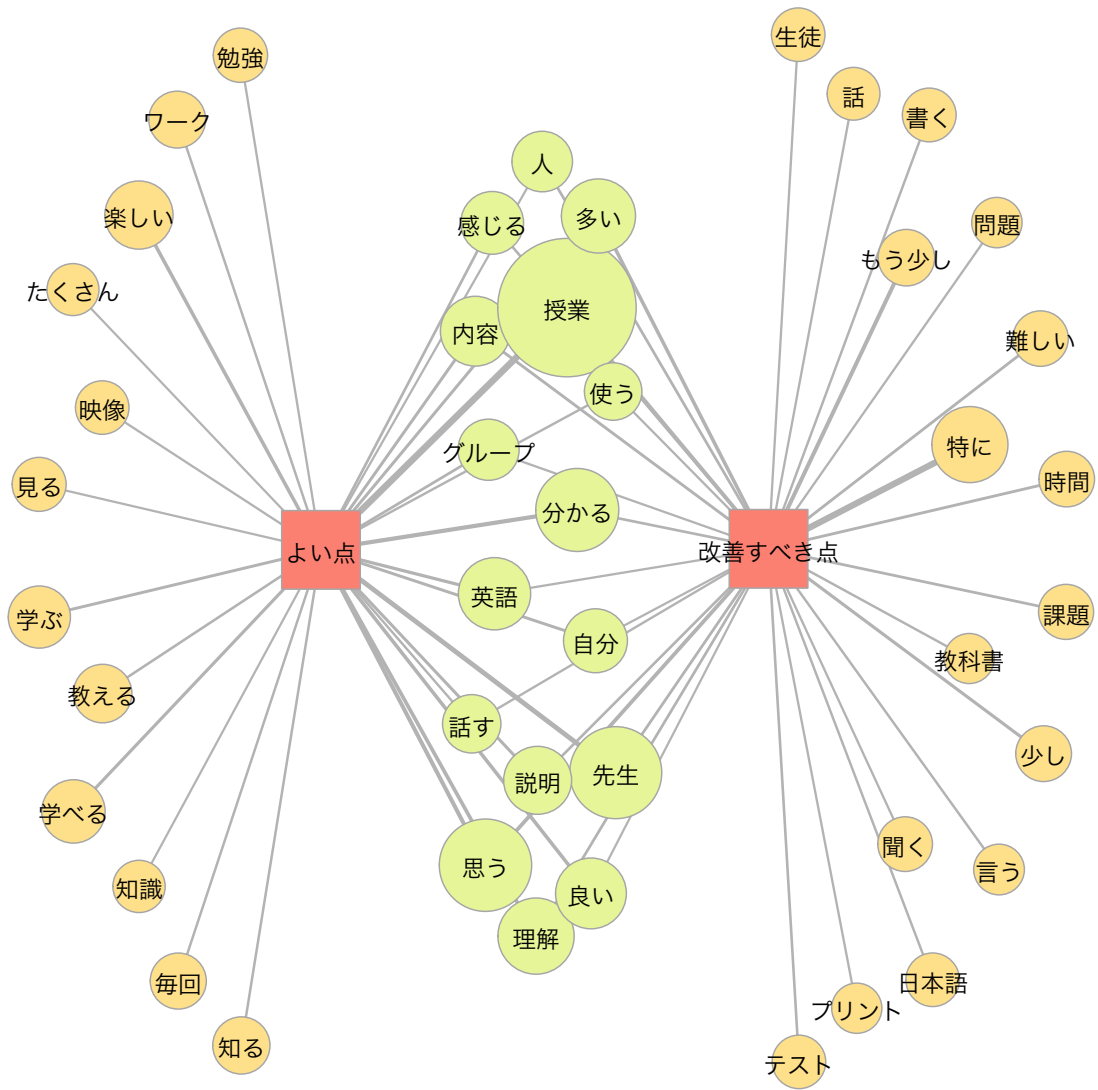 勉強
ワーク
楽しい
たくさん
映像
見る
学ぶ
教える
学べる
知識
毎回
知る
よい点
人
感じる
多い
授業
内容
使う
グループ
分かる
英語
自分
話す
説明
先生
思う
良い
理解
改善すべき点
生徒
話
書く
問題
もう少し
難しい
特に
時間
課題
教科書
少し
聞く
言う
日本語
プリント
テスト